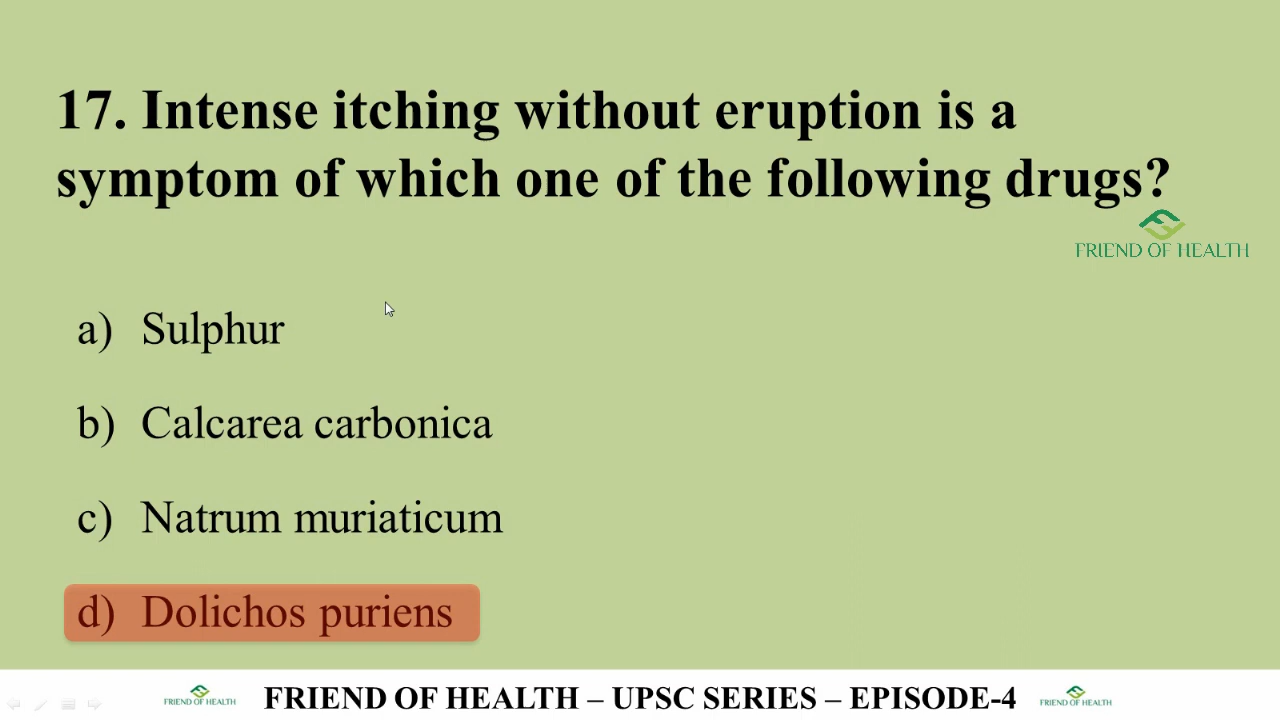 17. Intense itching without eruption is a
symptom of which one of the following drugs?
FRIEND OF HEALTH
a) Sulphur
b) Calcarea carbonica
c) Natrum muriaticum
d) Dolichos puriens
FRIEND OF HEALTH
FRIEND OF HEALTH – UPSC SERIES – EPISODE-4
FRIEND OF HEALTH